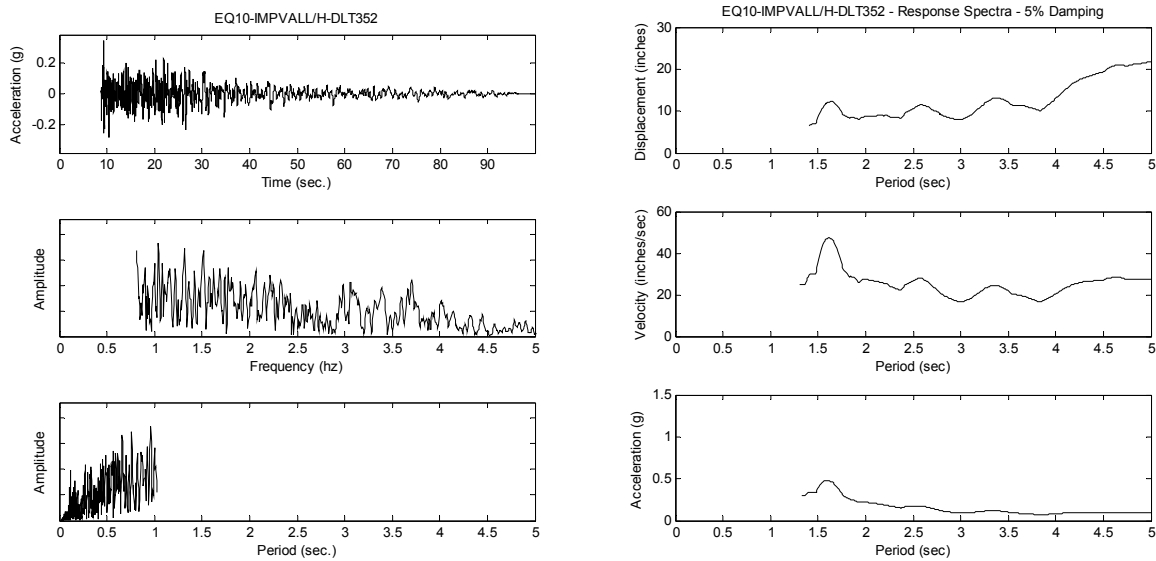 EQ10-IMPVALL/H-DLT352
Acceleration (g)
0.2
0
-0.2
0 10 20 30 40 50 60 70 80 90
Time (sec.)
Amplitude
0 0.5 1 1.5 2 2.5 3 3.5 4 4.5 5
Frequency (hz)
Amplitude
0 0.5 1 1.5 2 2.5 3 3.5 4 4.5 5
Period (sec.)
EQ10-IMPVALL/H-DLT352 - Response Spectra - 5% Damping
Displacement (inches)
30
20
10
0
0 0.5 1 1.5 2 2.5 3 3.5 4 4.5 5
Period (sec)
Velocity (inches/sec)
60
40
20
0
0 0.5 1 1.5 2 2.5 3 3.5 4 4.5 5
Period (sec)
Acceleration (g)
1.5
1
0.5
0
0 0.5 1 1.5 2 2.5 3 3.5 4 4.5 5
Period (sec)